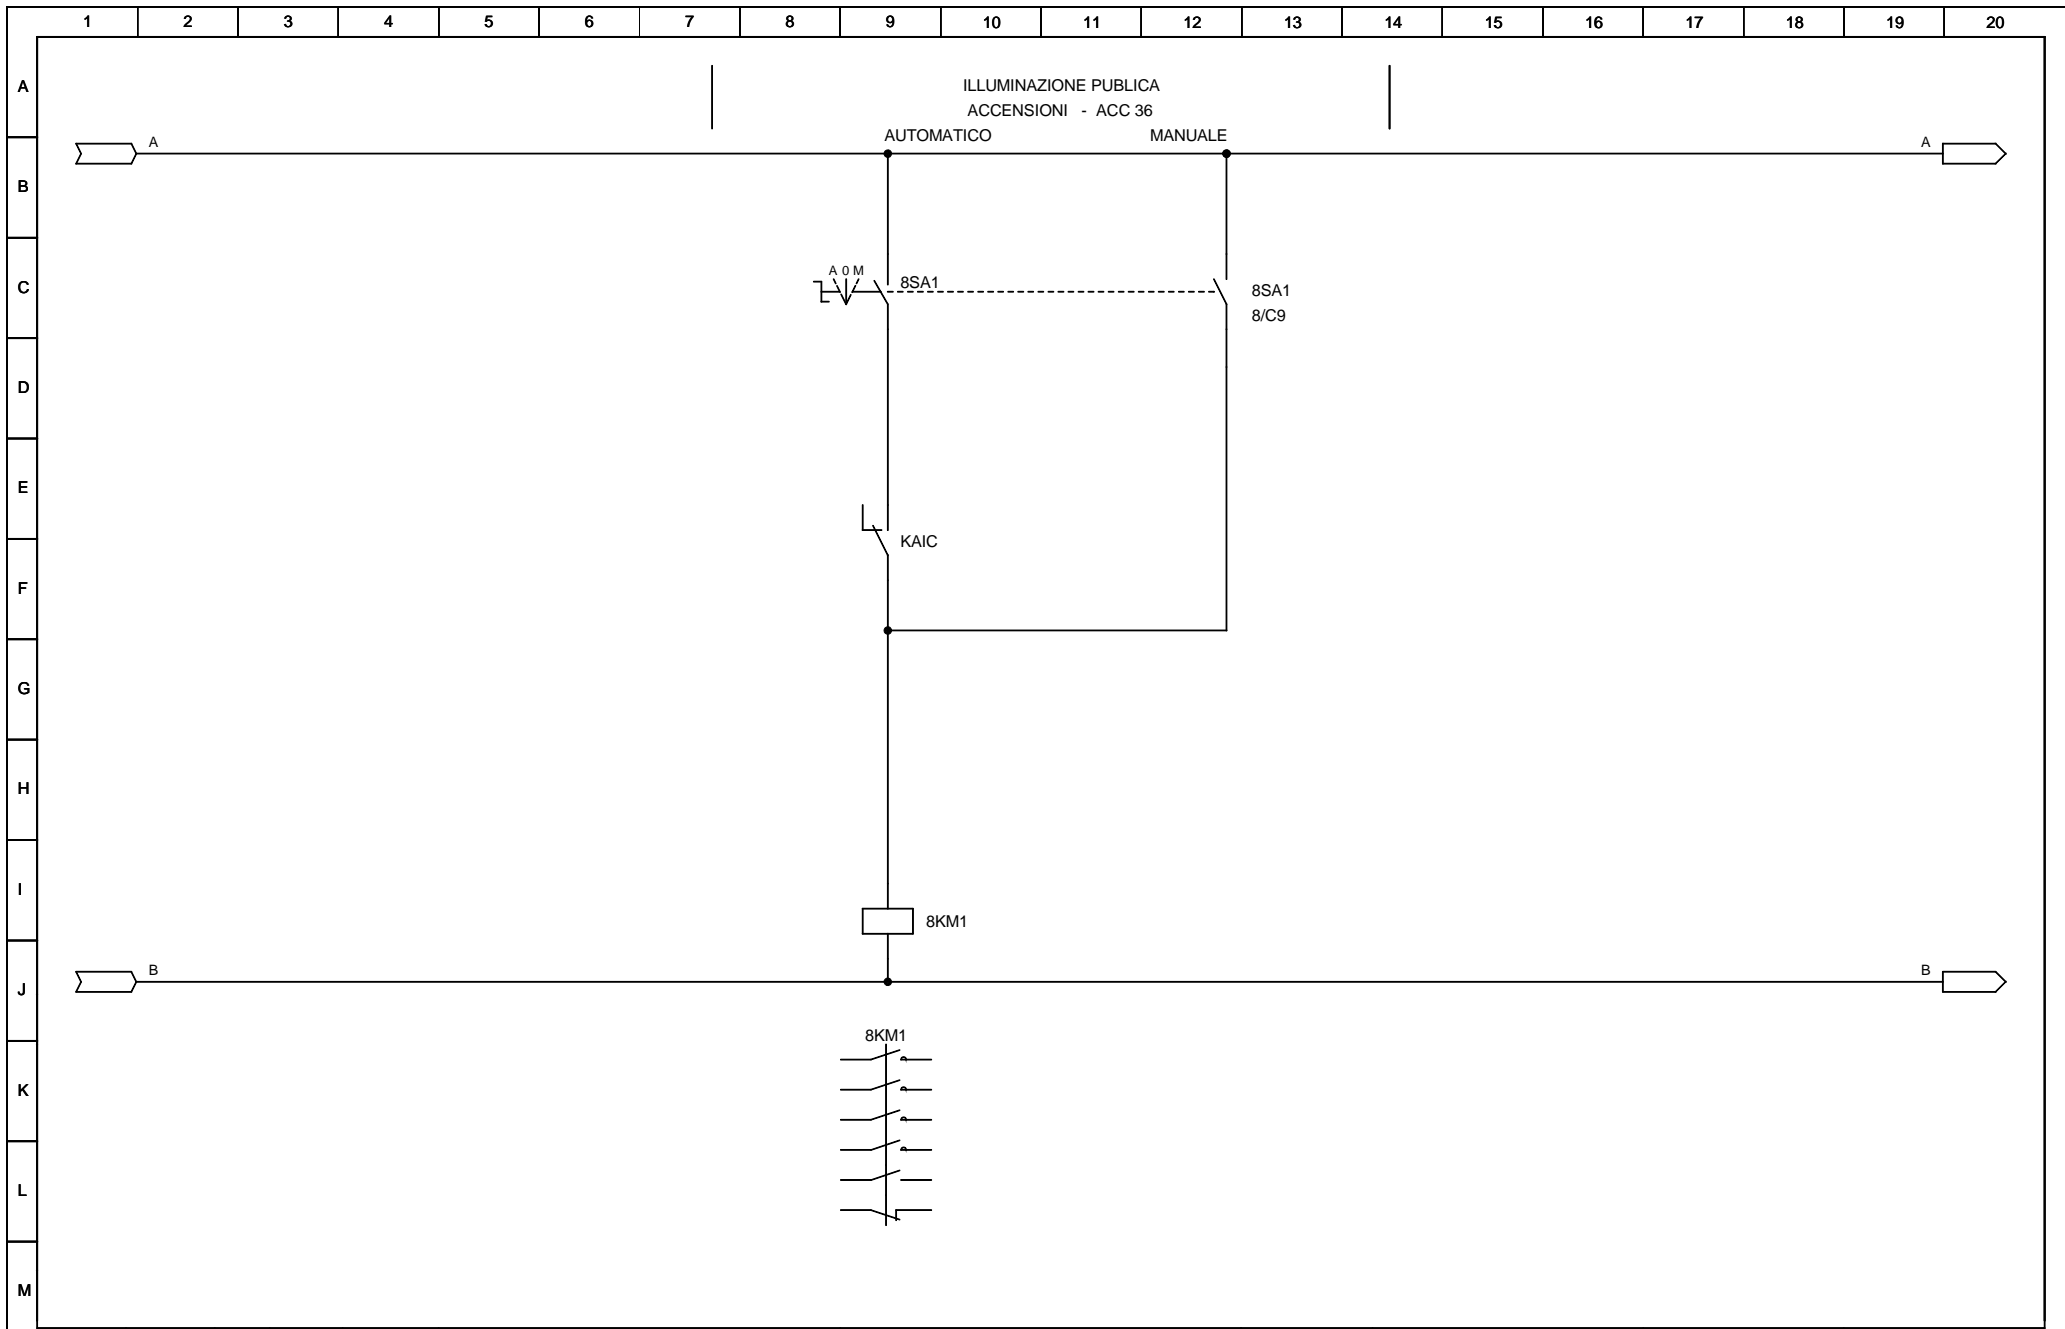 1 2 3 4 5 6 7 8 9 10 11 12 13 14 15 16 17 18 19 20
A
ILLUMINAZIONE PUBLICA
ACCENSIONI - ACC 36
AUTOMATICO MANUALE
A A
B
A 0 M
8SA1
C
8SA1
8/C9
D
E
KAIC
F
G
H
I
8KM1
B B
J
8KM1
K
L
M